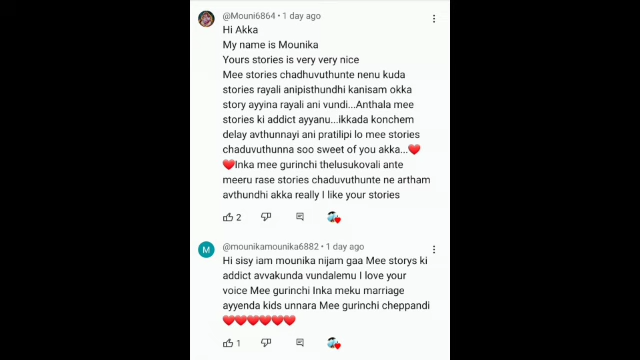 @Mouni6864 • 1 day ago
Hi Akka
My name is Mounika
Yours stories is very very nice
Mee stories chadhuvuthunte nenu kuda
stories rayali anipisthundhi kanisam okka
story ayyina rayali ani vundi...Anthala mee
stories ki addict ayyanu...ikkada konchem
delay avthunnayi ani pratilipi lo mee stories
chaduvuthunna soo sweet of you akka...❤️
❤️Inka mee gurinchi thelusukovali ante
meeru rase stories chaduvuthunte ne artham
avthundhi akka really I like your stories
2
@mounikamounika6882 • 1 day ago
M
Hi sisy iam mounika nijam gaa Mee storys ki
addict avvakunda vundalemu I love your
voice Mee gurinchi Inka meku marriage
ayyenda kids unnara Mee gurinchi cheppandi
❤️❤️❤️❤️❤️❤️
1